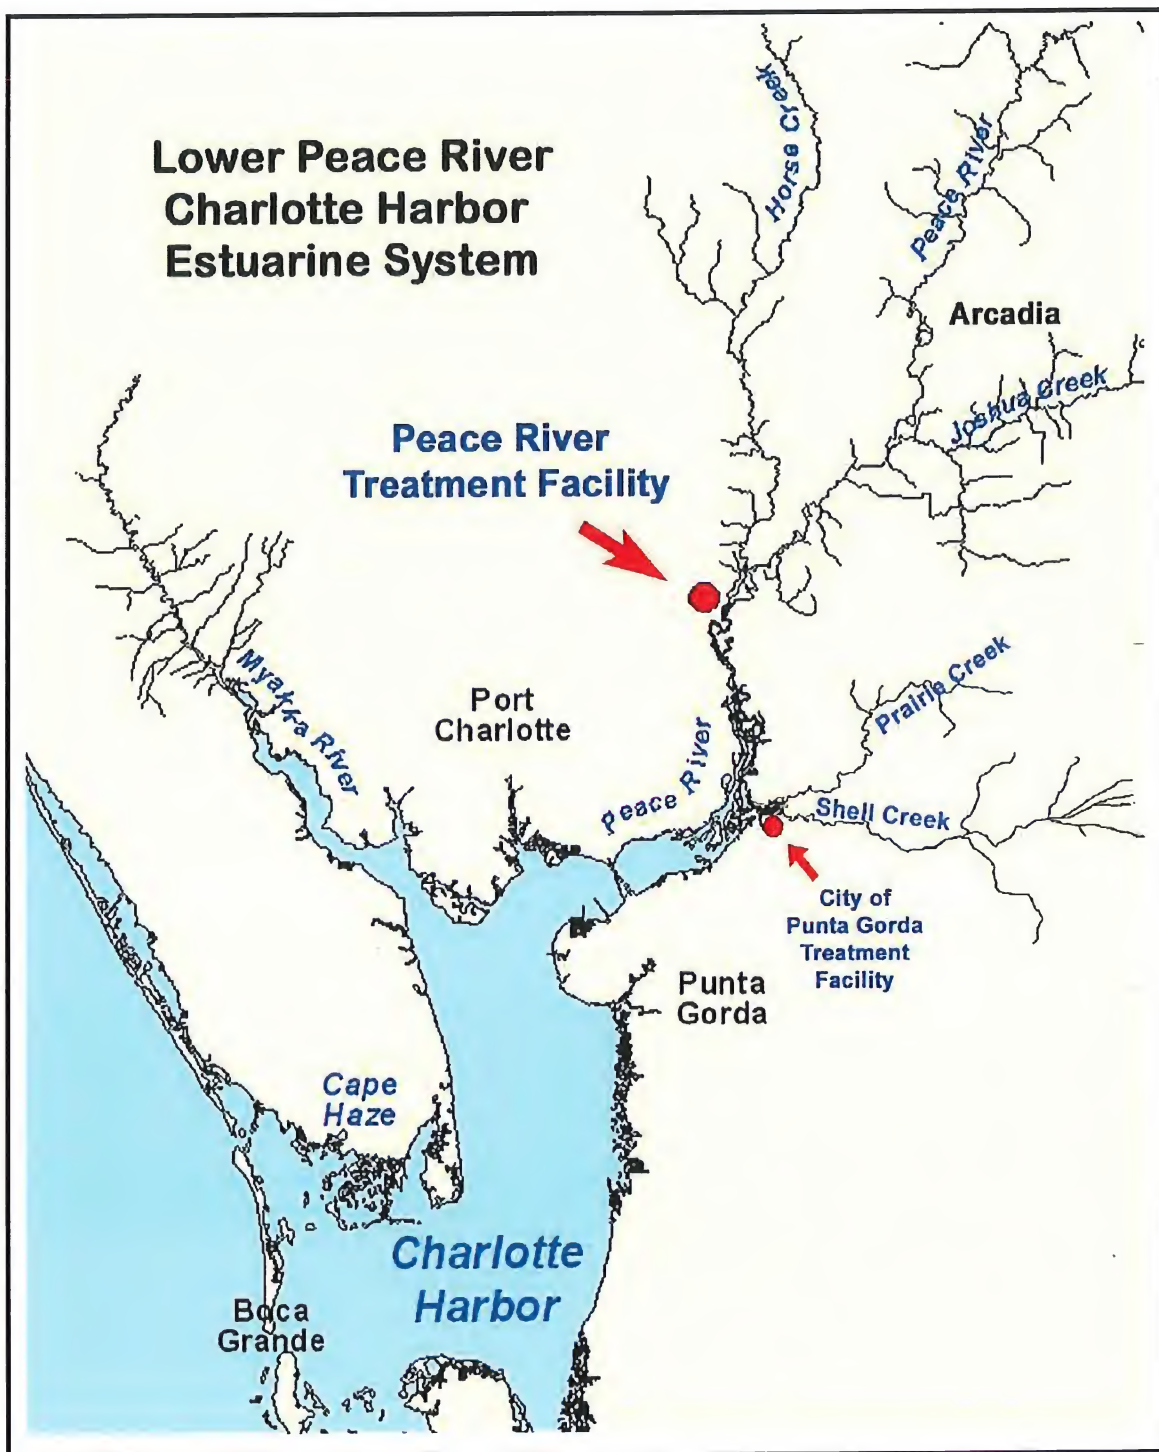 Lower Peace River
Charlotte Harbor
Estuarine System
Horse Creek
Peace River
Arcadia
Joshua Creek
Peace River
Treatment Facility
Myakka River
Port
Charlotte
Peace River
Prairie Creek
Shell Creek
City of
Punta Gorda
Treatment
Facility
Punta
Gorda
Cape
Haze
Charlotte
Harbor
Boca
Grande